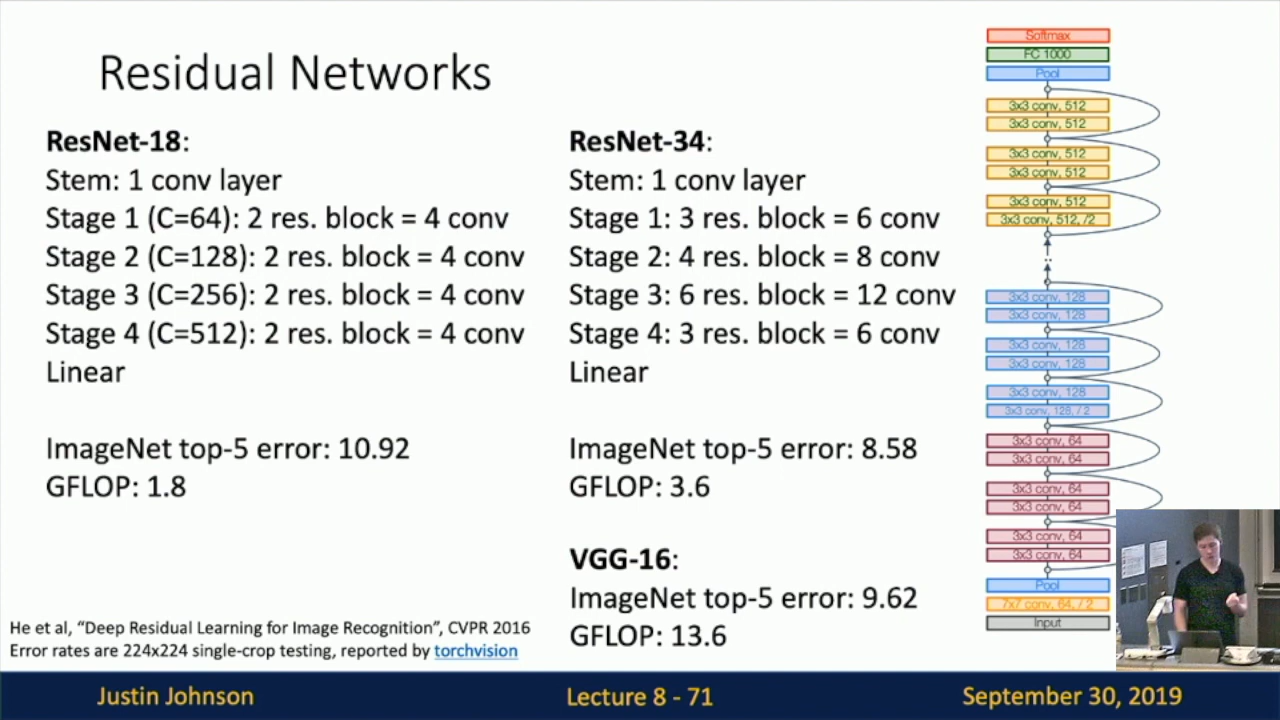 Residual Networks
ResNet-18:
Stem: 1 conv layer
Stage 1 (C=64): 2 res. block = 4 conv
Stage 2 (C=128): 2 res. block = 4 conv
Stage 3 (C=256): 2 res. block = 4 conv
Stage 4 (C=512): 2 res. block = 4 conv
Linear
ImageNet top-5 error: 10.92
GFLOP: 1.8
ResNet-34:
Stem: 1 conv layer
Stage 1: 3 res. block = 6 conv
Stage 2: 4 res. block = 8 conv
Stage 3: 6 res. block = 12 conv
Stage 4: 3 res. block = 6 conv
Linear
ImageNet top-5 error: 8.58
GFLOP: 3.6
VGG-16:
ImageNet top-5 error: 9.62
GFLOP: 13.6
Softmax
FC 1000
Pool
3x3 conv, 512
3x3 conv, 512
3x3 conv, 512
3x3 conv, 512
3x3 conv, 512
3x3 conv, 512, /2
..
3x3 conv, 128
3x3 conv, 128
3x3 conv, 128
3x3 conv, 128
3x3 conv, 128
3x3 conv, 128, / 2
3x3 conv, 64
3x3 conv, 64
3x3 conv, 64
3x3 conv, 64
3x3 conv, 64
3x3 conv, 64
Pool
7x7 conv, 64, / 2
Input
He et al, “Deep Residual Learning for Image Recognition”, CVPR 2016
Error rates are 224x224 single-crop testing, reported by torchvision
Justin Johnson
Lecture 8 - 71
September 30, 2019